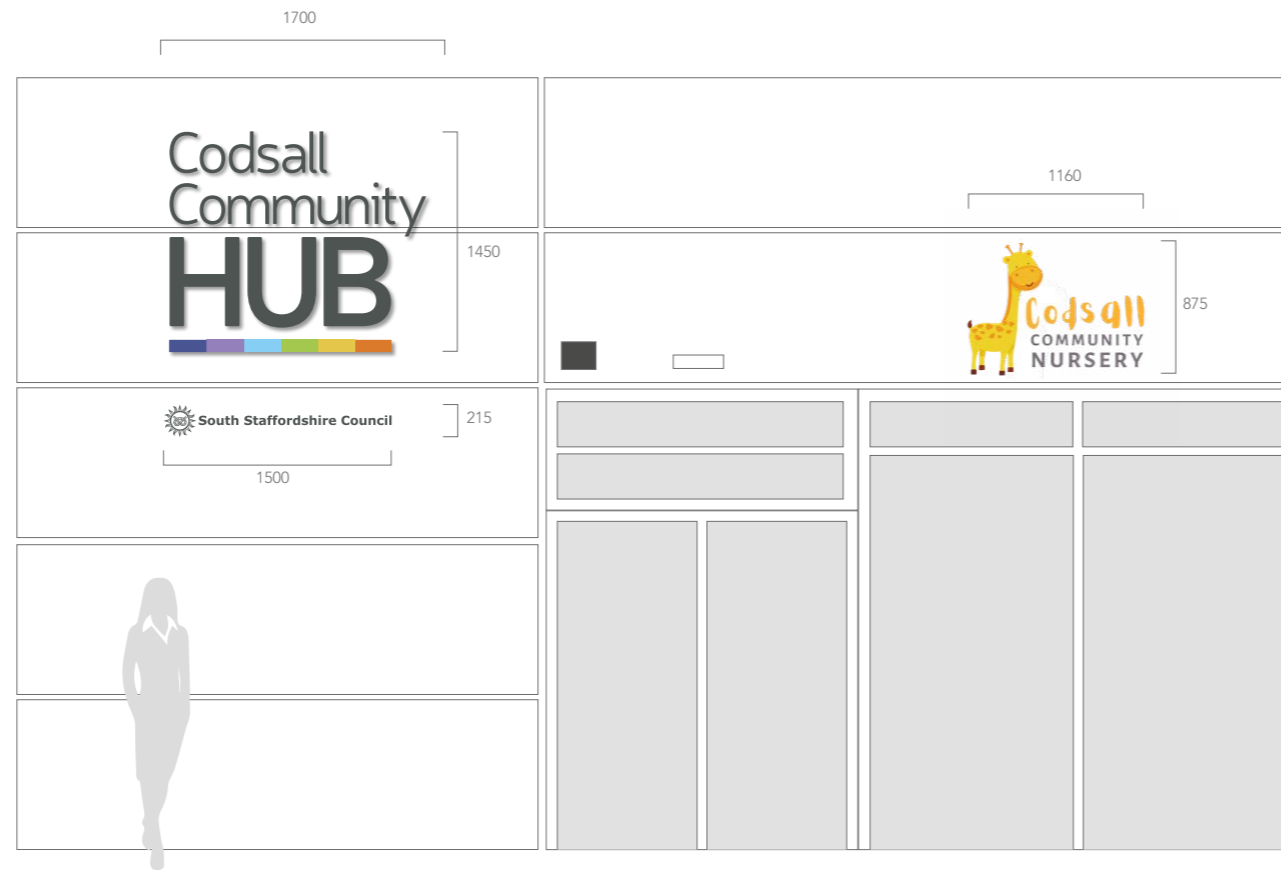 1700
Codsall
Community
HUB
1450
South Staffordshire Council
215
1500
1160
Codsall
COMMUNITY
NURSERY
875